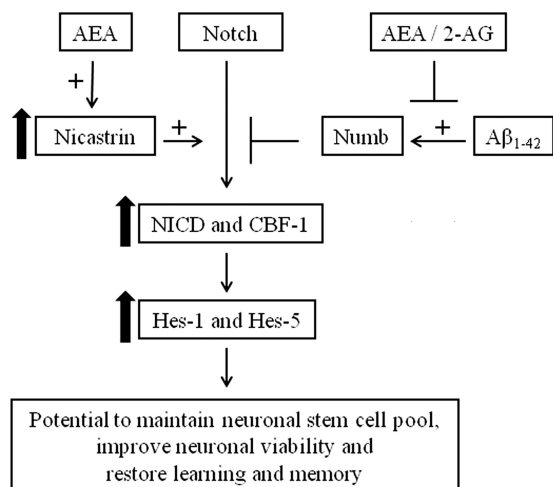 AEA
Notch
AEA / 2-AG
+
Nicastrin
+
Numb
+
Aβ1-42
NICD and CBF-1
Hes-1 and Hes-5
Potential to maintain neuronal stem cell pool,
improve neuronal viability and
restore learning and memory